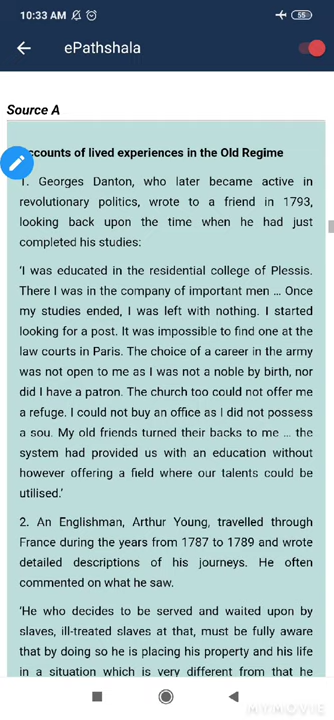 10:33 AM
55
ePathshala
Source A
ccounts of lived experiences in the Old Regime
1. Georges Danton, who later became active in
revolutionary politics, wrote to a friend in 1793,
looking back upon the time when he had just
completed his studies:
'I was educated in the residential college of Plessis.
There I was in the company of important men ... Once
my studies ended, I was left with nothing. I started
looking for a post. It was impossible to find one at the
law courts in Paris. The choice of a career in the army
was not open to me as I was not a noble by birth, nor
did I have a patron. The church too could not offer me
a refuge. I could not buy an office as I did not possess
a sou. My old friends turned their backs to me ... the
system had provided us with an education without
however offering a field where our talents could be
utilised.'
2. An Englishman, Arthur Young, travelled through
France during the years from 1787 to 1789 and wrote
detailed descriptions of his journeys. He often
commented on what he saw.
'He who decides to be served and waited upon by
slaves, ill-treated slaves at that, must be fully aware
that by doing so he is placing his property and his life
in a situation which is very different from that he
MYMOVIE